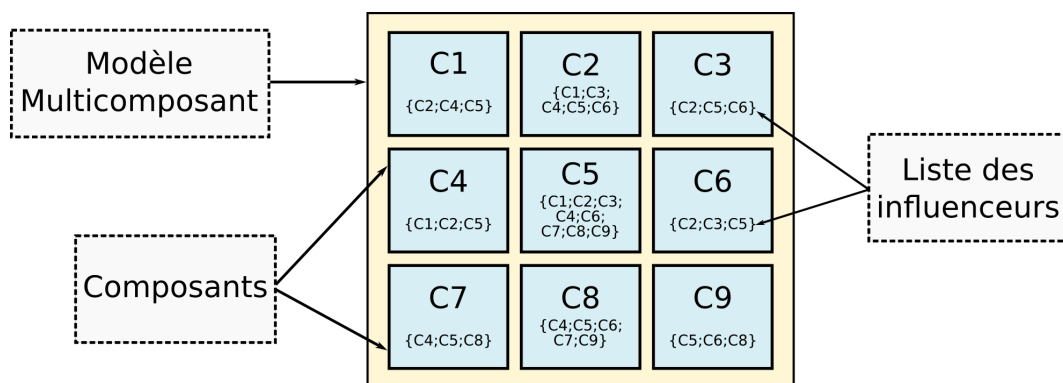 Modèle
Multicomposant
C1
{C2;C4;C5}
C2
{C1;C3;
C4;C5;C6}
C3
{C2;C5;C6}
C4
{C1;C2;C5}
C5
{C1;C2;C3;
C4;C6;
C7;C8;C9}
C6
{C2;C3;C5}
Liste des
influenceurs
Composants
C7
{C4;C5;C8}
C8
{C4;C5;C6;
C7;C9}
C9
{C5;C6;C8}